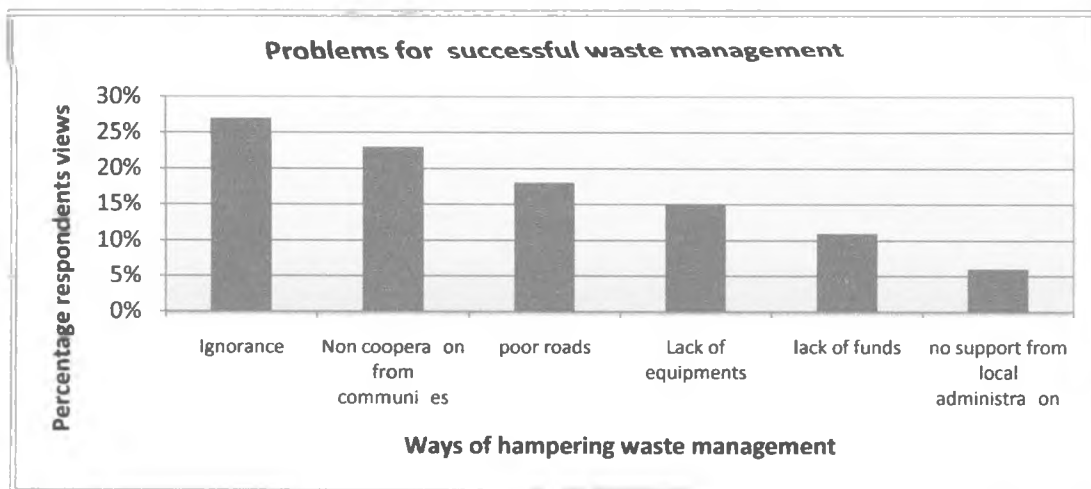 Problems for successful waste management
Percentage respondents views
30%
25%
20%
15%
10%
5%
0%
Ignorance
Non coopera on
from
communi es
poor roads
Lack of
equipments
lack of funds
no support from
local
administra on
Ways of hampering waste management